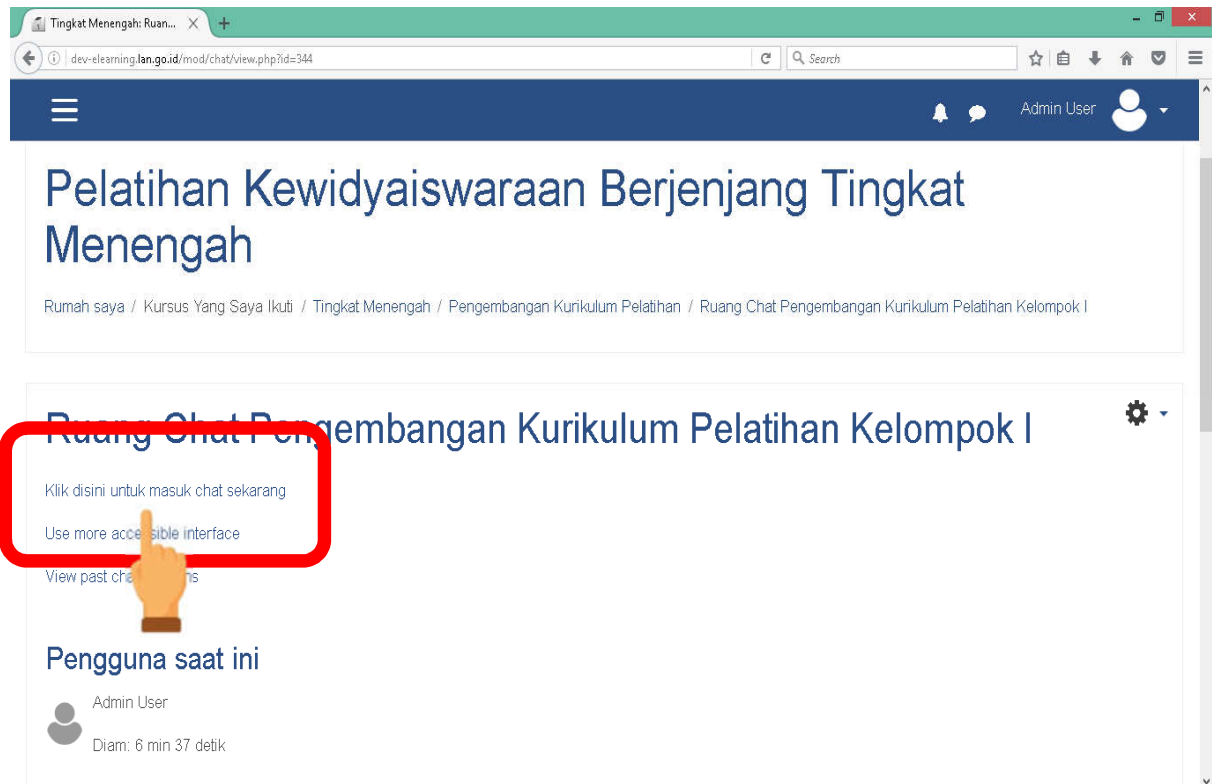 Tingkat Menengah: Ruan...
dev-elearning.lan.go.id/mod/chat/view.php?id=344
Search
Admin User
Pelatihan Kewidyaiswaraan Berjenjang Tingkat
Menengah
Rumah saya / Kursus Yang Saya Ikuti / Tingkat Menengah / Pengembangan Kurikulum Pelatihan / Ruang Chat Pengembangan Kurikulum Pelatihan Kelompok I
Ruang Chat Pengembangan Kurikulum Pelatihan Kelompok I
Klik disini untuk masuk chat sekarang
Use more accessible interface
View past
Pengguna saat ini
Admin User
Diam: 6 min 37 detik